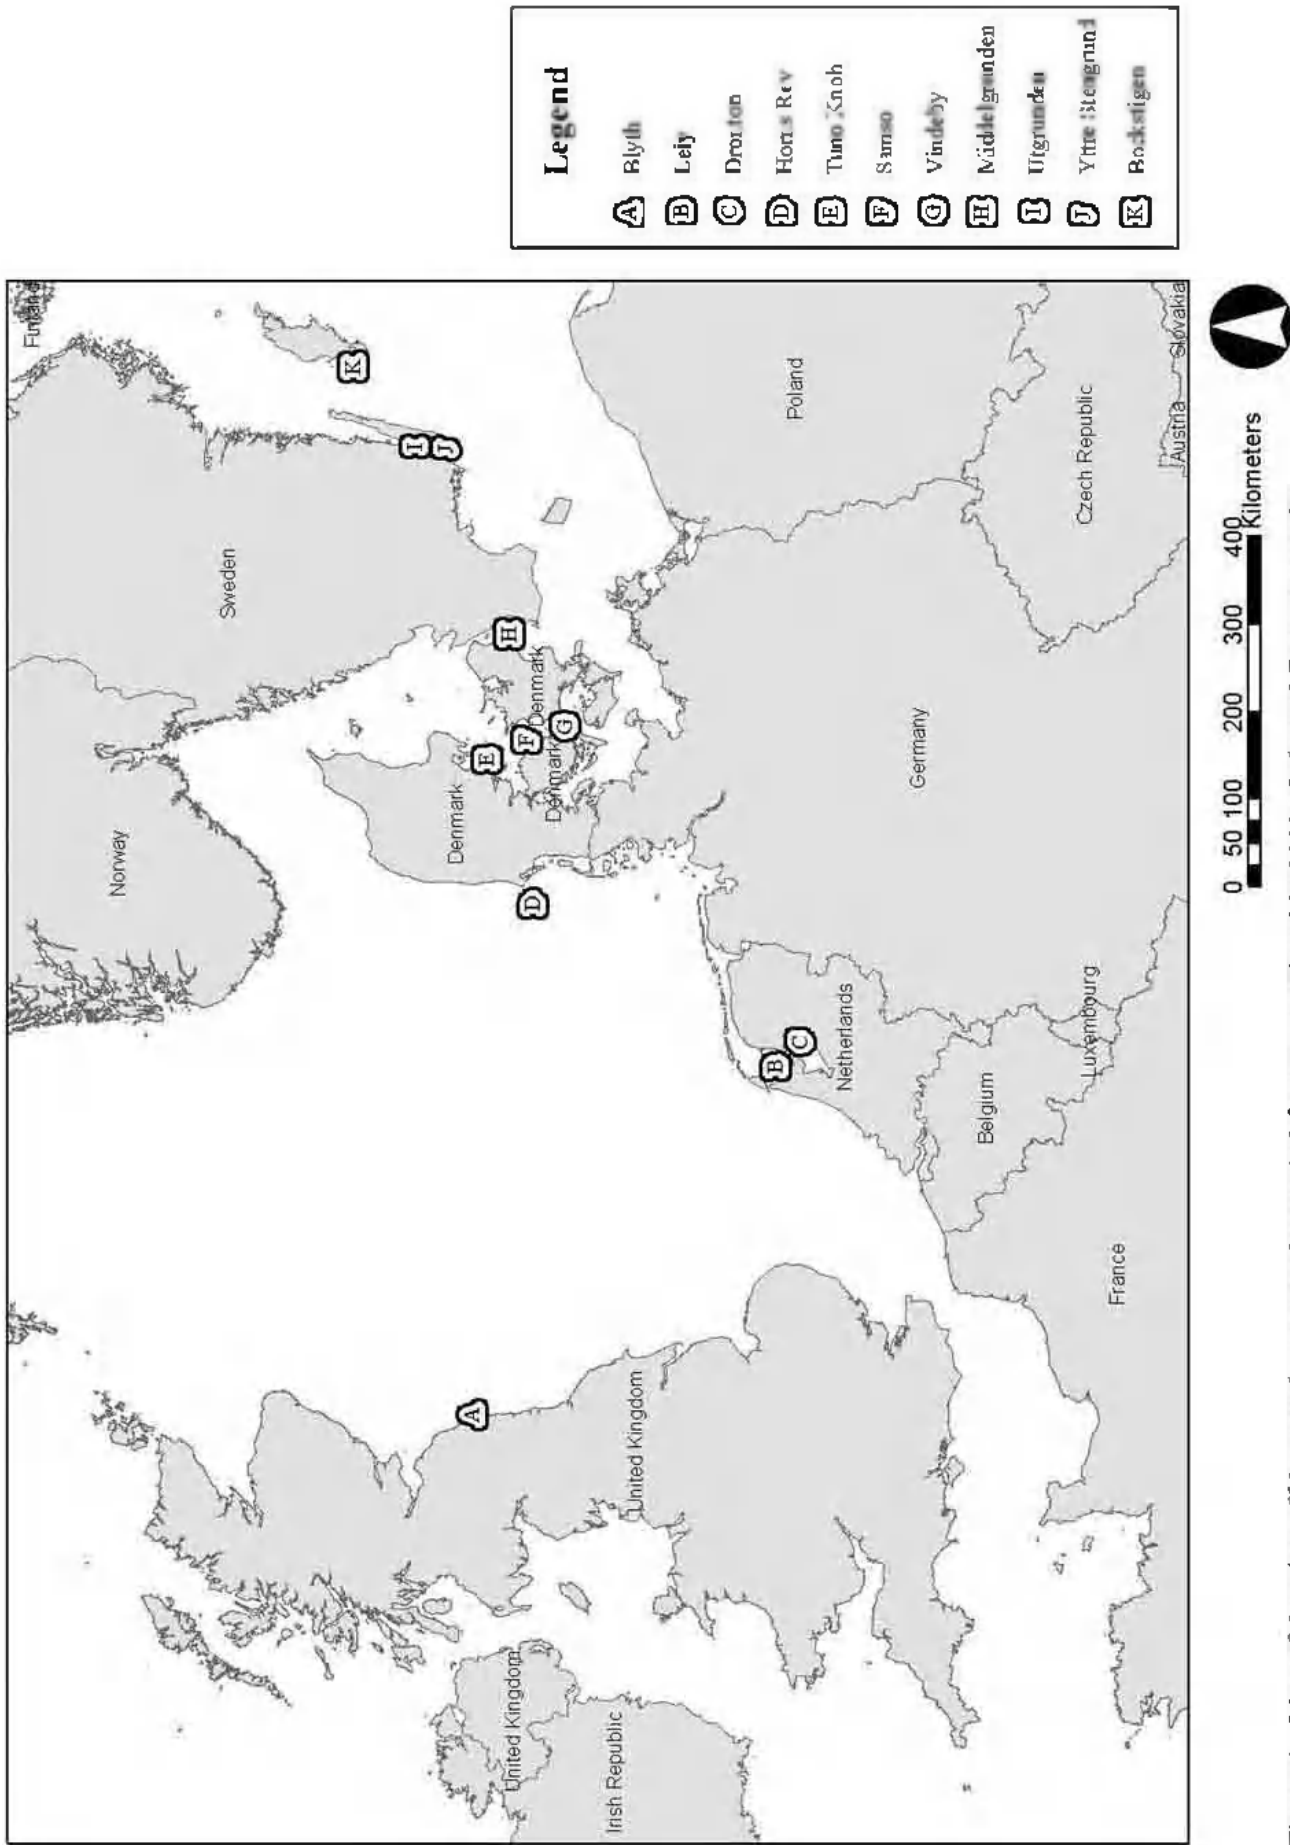 Finland
Norway
Sweden
Denmark
Denmark
Denmark
United Kingdom
United Kingdom
Irish Republic
Netherlands
Belgium
Luxembourg
Germany
Poland
Czech Republic
Austria
Slovakia
France
A
B
C
D
E
F
G
H
I
J
K
0 50 100 200 300 400
Kilometers
Legend
A Blyth
B Lely
C Dronton
D Horns Rev
E Tuno Knob
F Samso
G Vindeby
H Middelgrunden
I Utgrunden
J Yttre Stengrund
K Bockstigen